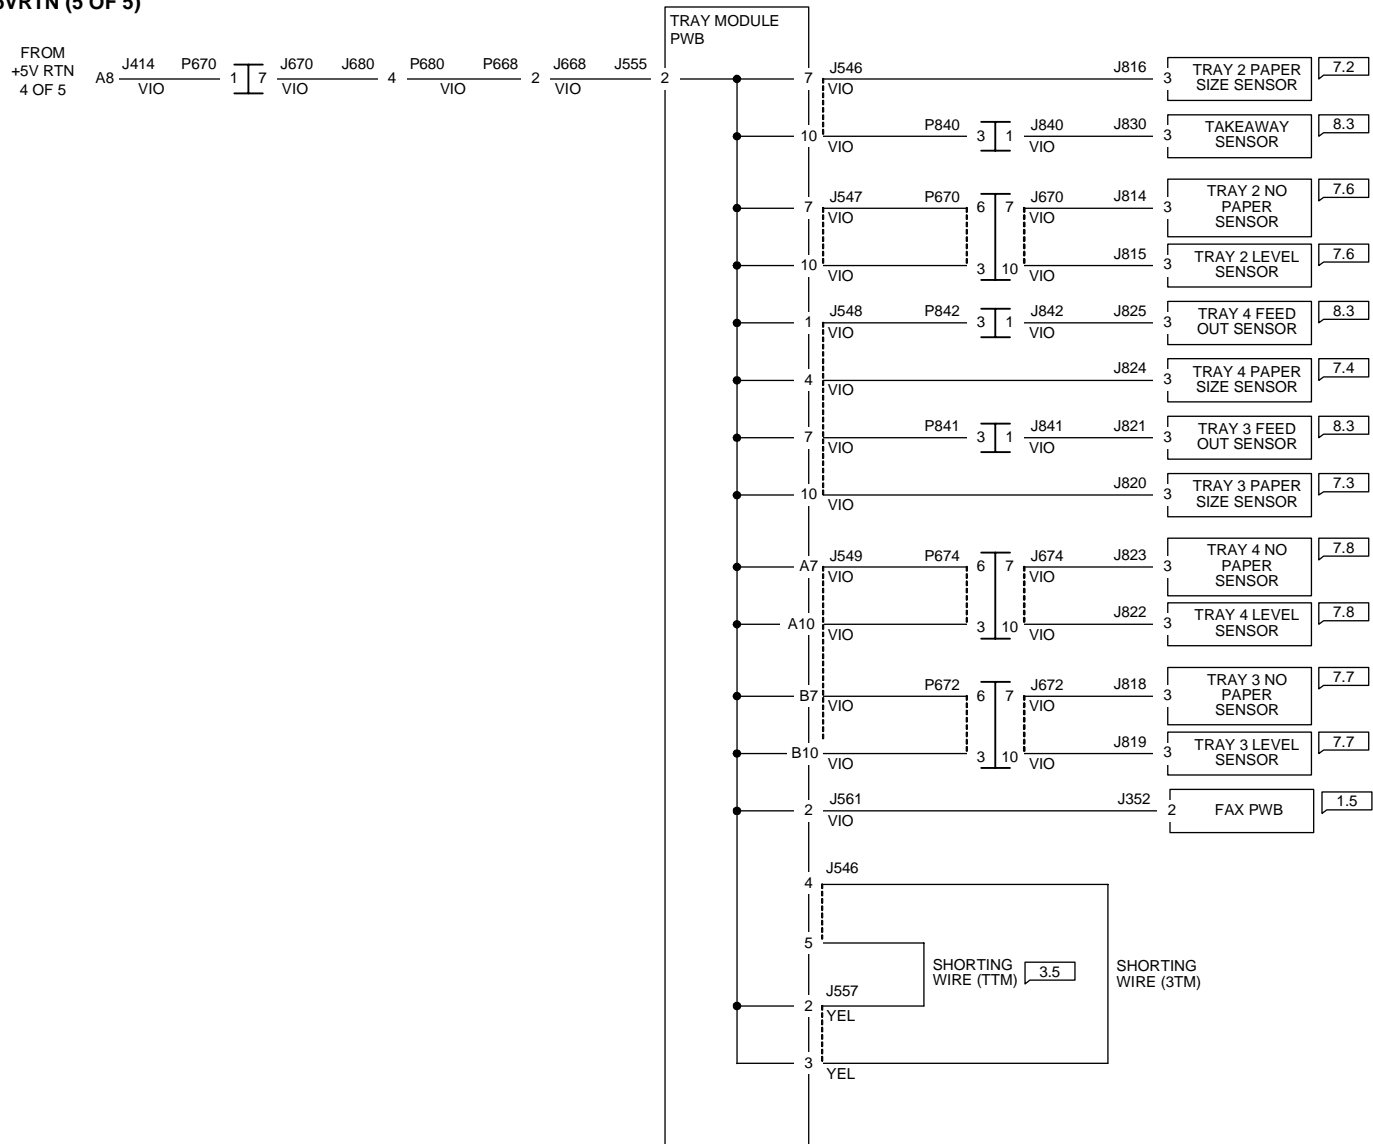 5VRTN (5 OF 5)
TRAY MODULE
PWB
FROM
+5V RTN
4 OF 5
A8 J414 P670 1 7 J670 J680 4 P680 P668 2 J668 J555 2
VIO VIO VIO VIO
7 J546 J816 3 TRAY 2 PAPER
SIZE SENSOR 7.2
VIO
10 P840 3 1 J840 J830 3 TAKEAWAY
SENSOR 8.3
VIO VIO
7 J547 P670 6 7 J670 J814 3 TRAY 2 NO
PAPER
SENSOR 7.6
VIO VIO
10 3 10 J815 3 TRAY 2 LEVEL
SENSOR 7.6
VIO VIO
1 J548 P842 3 1 J842 J825 3 TRAY 4 FEED
OUT SENSOR 8.3
VIO VIO
4 J824 3 TRAY 4 PAPER
SIZE SENSOR 7.4
VIO
7 P841 3 1 J841 J821 3 TRAY 3 FEED
OUT SENSOR 8.3
VIO VIO
10 J820 3 TRAY 3 PAPER
SIZE SENSOR 7.3
VIO
A7 J549 P674 6 7 J674 J823 3 TRAY 4 NO
PAPER
SENSOR 7.8
VIO VIO
A10 3 10 J822 3 TRAY 4 LEVEL
SENSOR 7.8
VIO VIO
B7 P672 6 7 J672 J818 3 TRAY 3 NO
PAPER
SENSOR 7.7
VIO VIO
B10 3 10 J819 3 TRAY 3 LEVEL
SENSOR 7.7
VIO VIO
2 J561 J352 2 FAX PWB 1.5
VIO
4 J546
5
SHORTING
WIRE (TTM) 3.5
SHORTING
WIRE (3TM)
2 J557
YEL
3
YEL